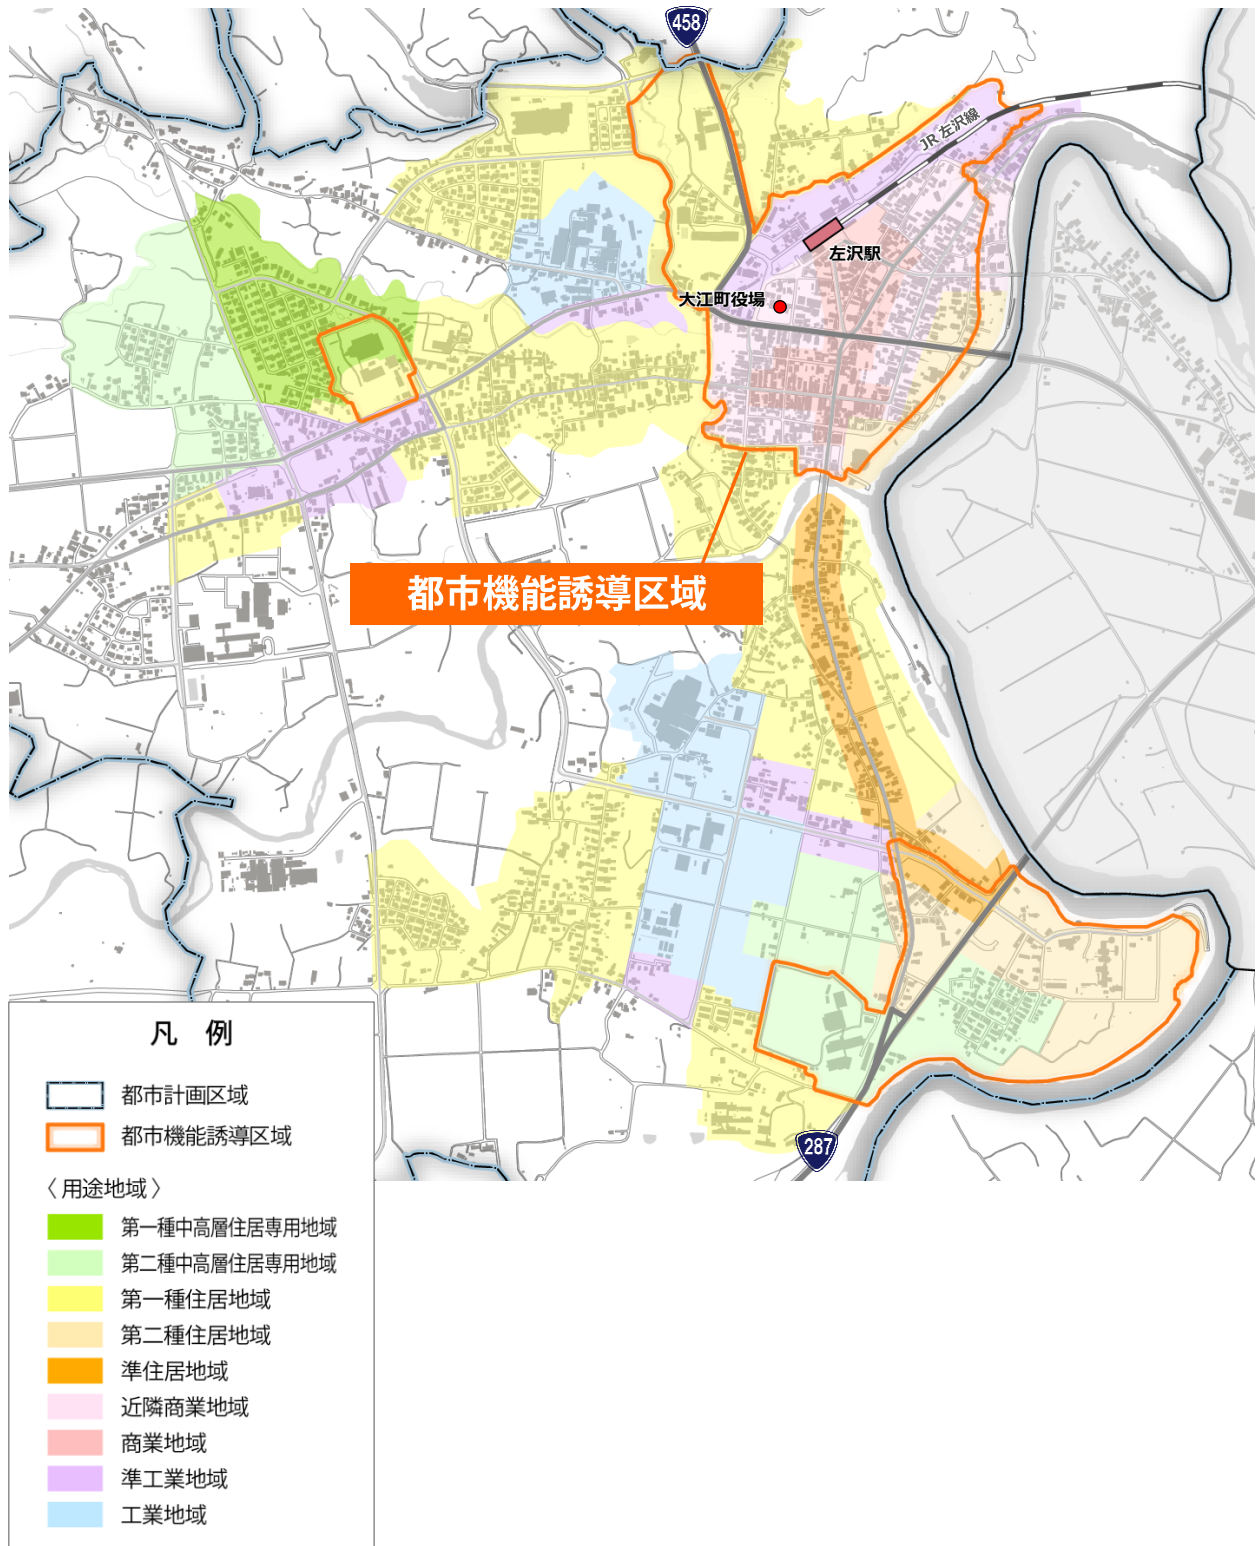 458
JR 左沢線
左沢駅
大江町役場
都市機能誘導区域
287
凡 例
都市計画区域
都市機能誘導区域
〈 用途地域 〉
第一種中高層住居専用地域
第二種中高層住居専用地域
第一種住居地域
第二種住居地域
準住居地域
近隣商業地域
商業地域
準工業地域
工業地域